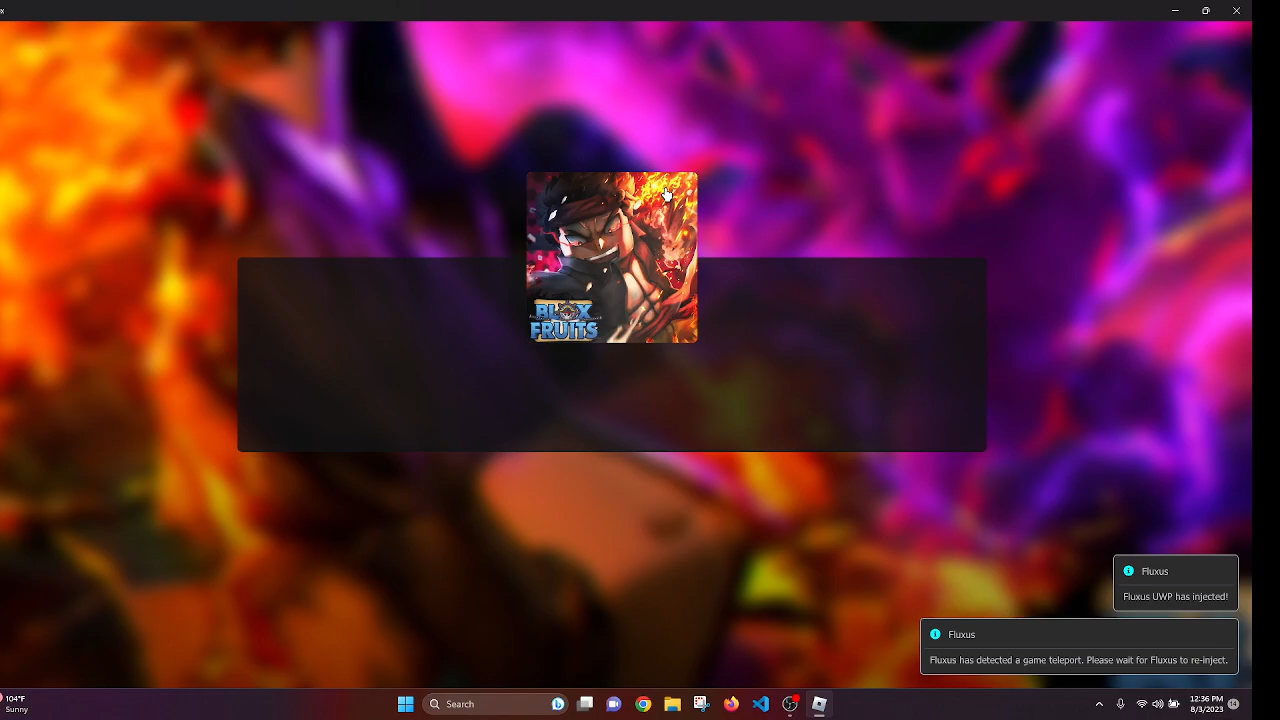 x
BLOX
FRUITS
Fluxus
Fluxus UWP has injected!
Fluxus
Fluxus has detected a game teleport. Please wait for Fluxus to re-inject.
104°F
Sunny
Search
12:36 PM
8/3/2023
14